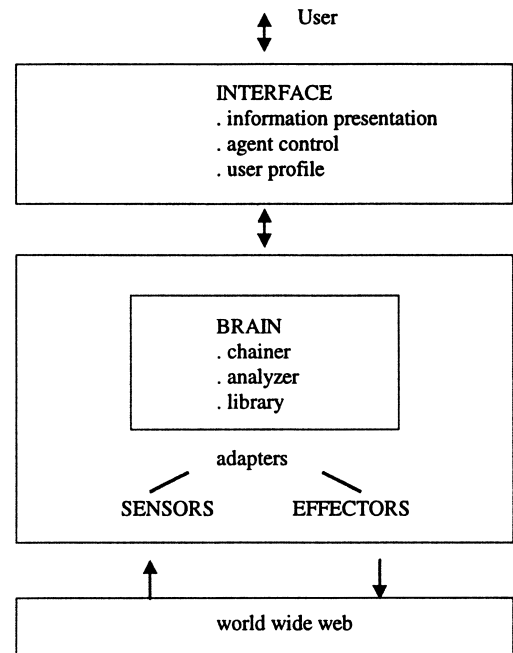 User
INTERFACE
. information presentation
. agent control
. user profile
BRAIN
. chainer
. analyzer
. library
adapters
SENSORS EFFECTORS
world wide web